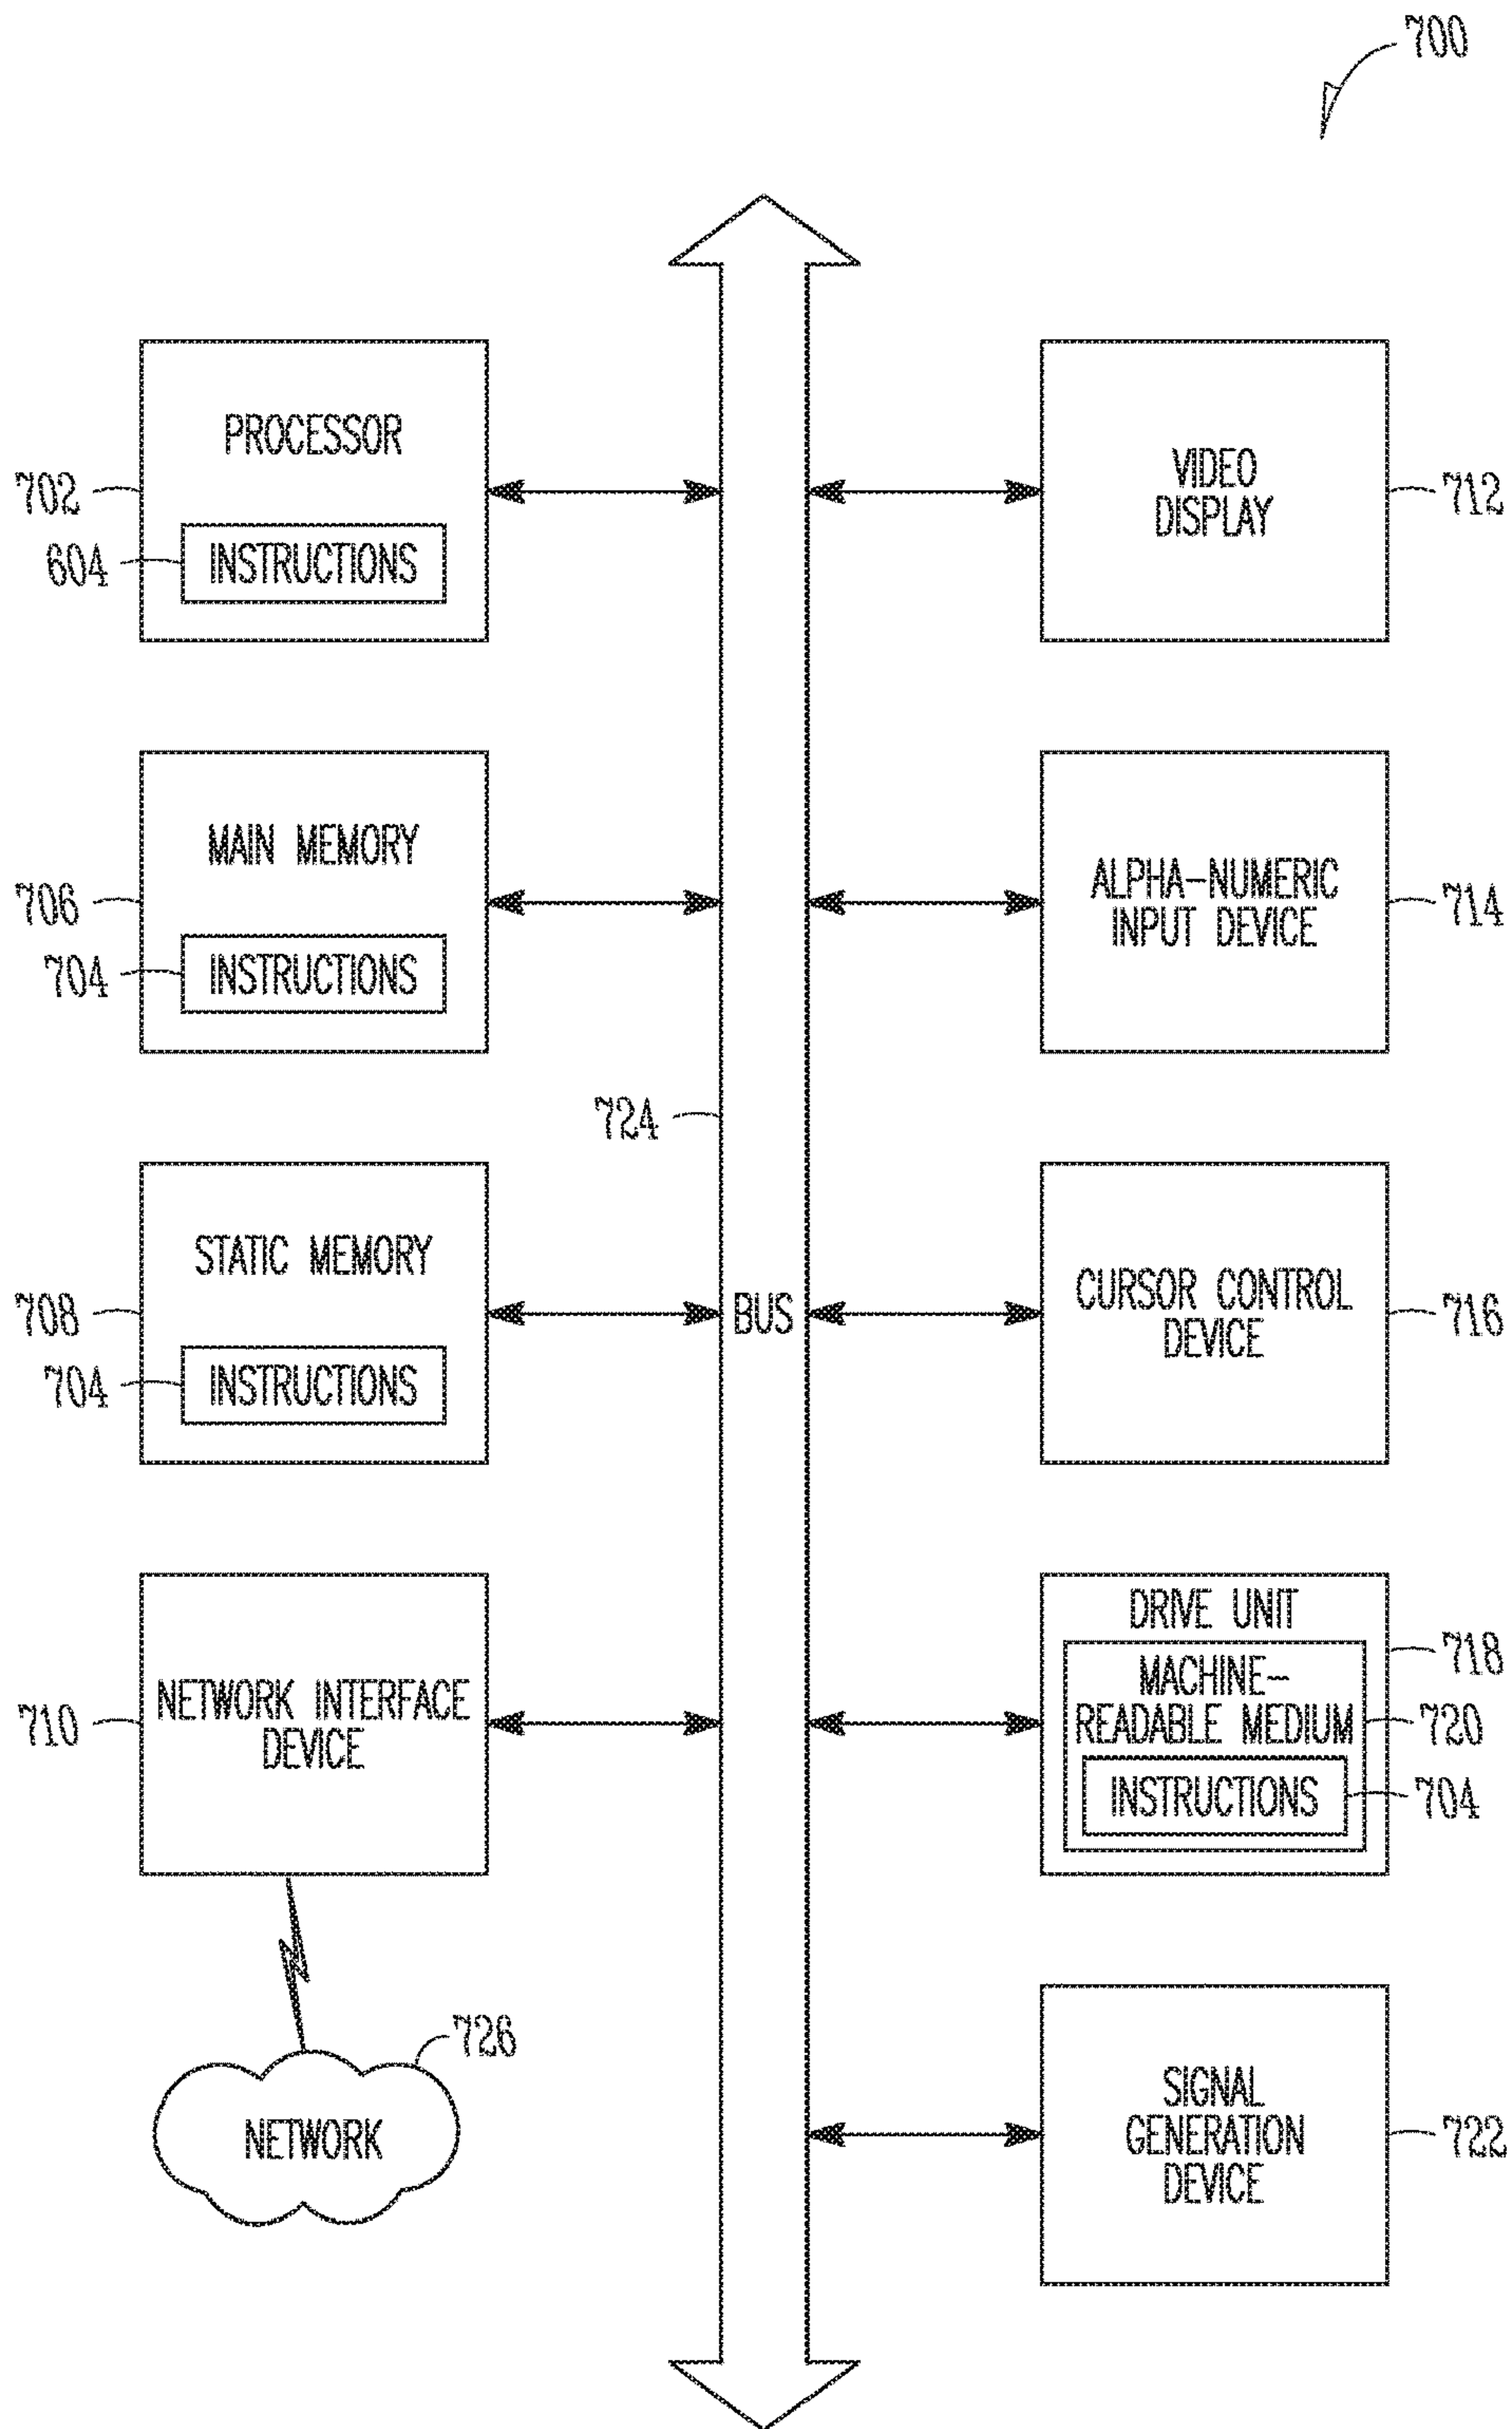 700
PROCESSOR
702
604
INSTRUCTIONS
VIDEO
DISPLAY
712
MAIN MEMORY
706
704
INSTRUCTIONS
ALPHA-NUMERIC
INPUT DEVICE
714
724
STATIC MEMORY
708
704
INSTRUCTIONS
BUS
CURSOR CONTROL
DEVICE
716
NETWORK INTERFACE
DEVICE
710
DRIVE UNIT
718
MACHINE-
READABLE MEDIUM
720
INSTRUCTIONS
704
726
NETWORK
SIGNAL
GENERATION
DEVICE
722